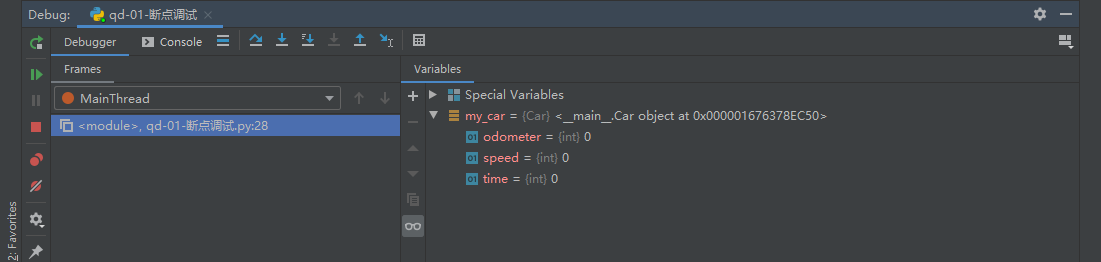 Debug: qd-01-断点调试
Debugger Console
Frames
Variables
MainThread
<module>, qd-01-断点调试.py:28
Special Variables
my_car = {Car} <__main__.Car object at 0x000001676378EC50>
01 odometer = {int} 0
01 speed = {int} 0
01 time = {int} 0
2: Favorites